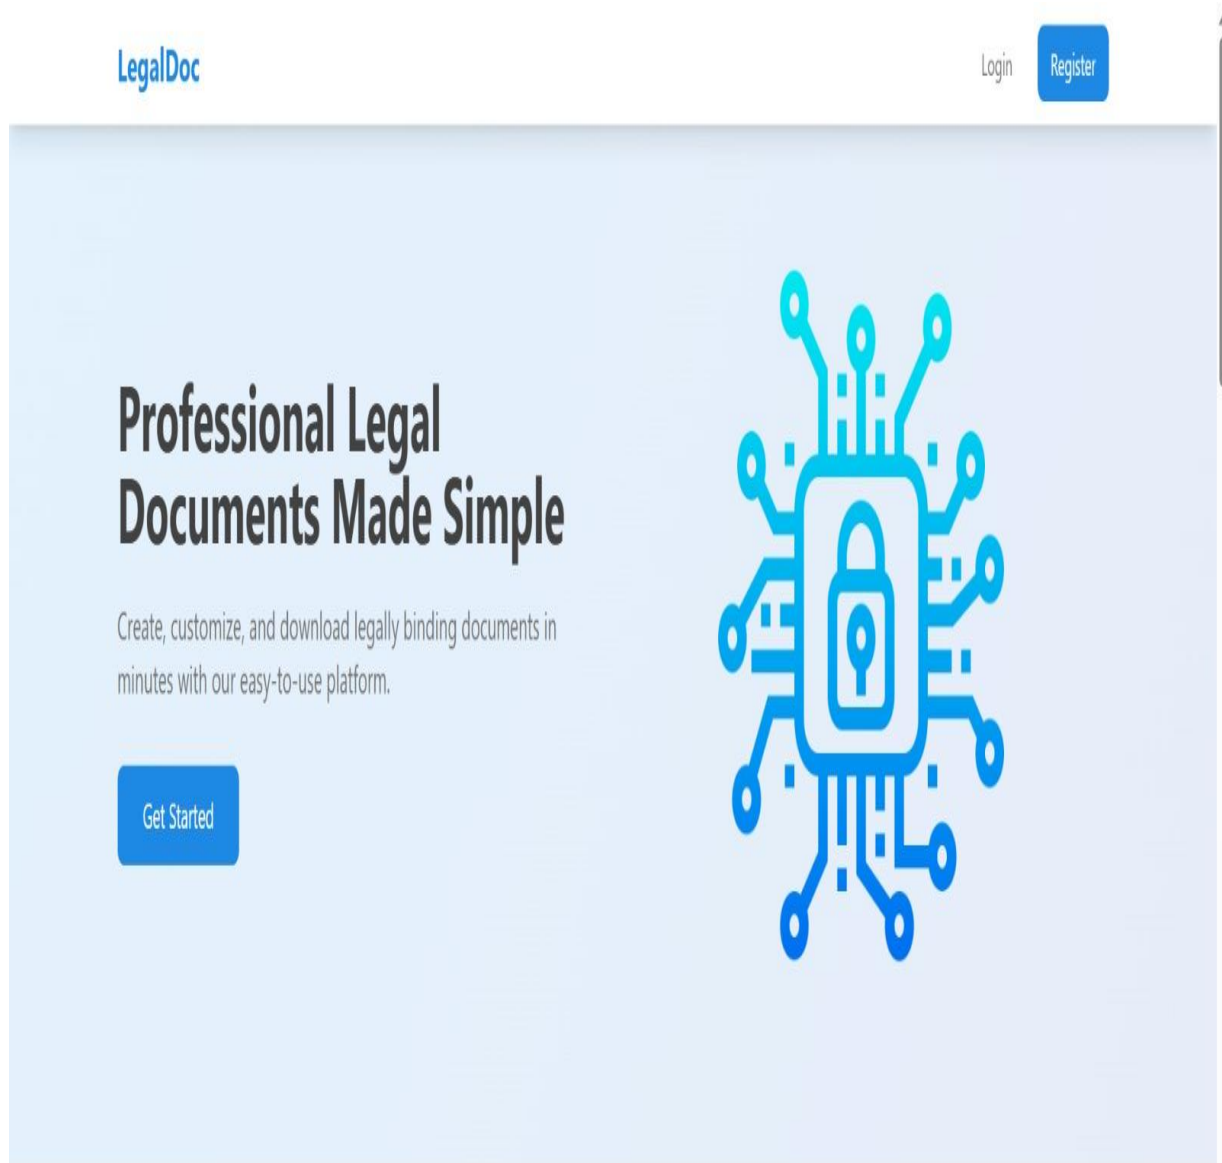 LegalDoc
Login
Register
Professional Legal
Documents Made Simple
Create, customize, and download legally binding documents in
minutes with our easy-to-use platform.
Get Started